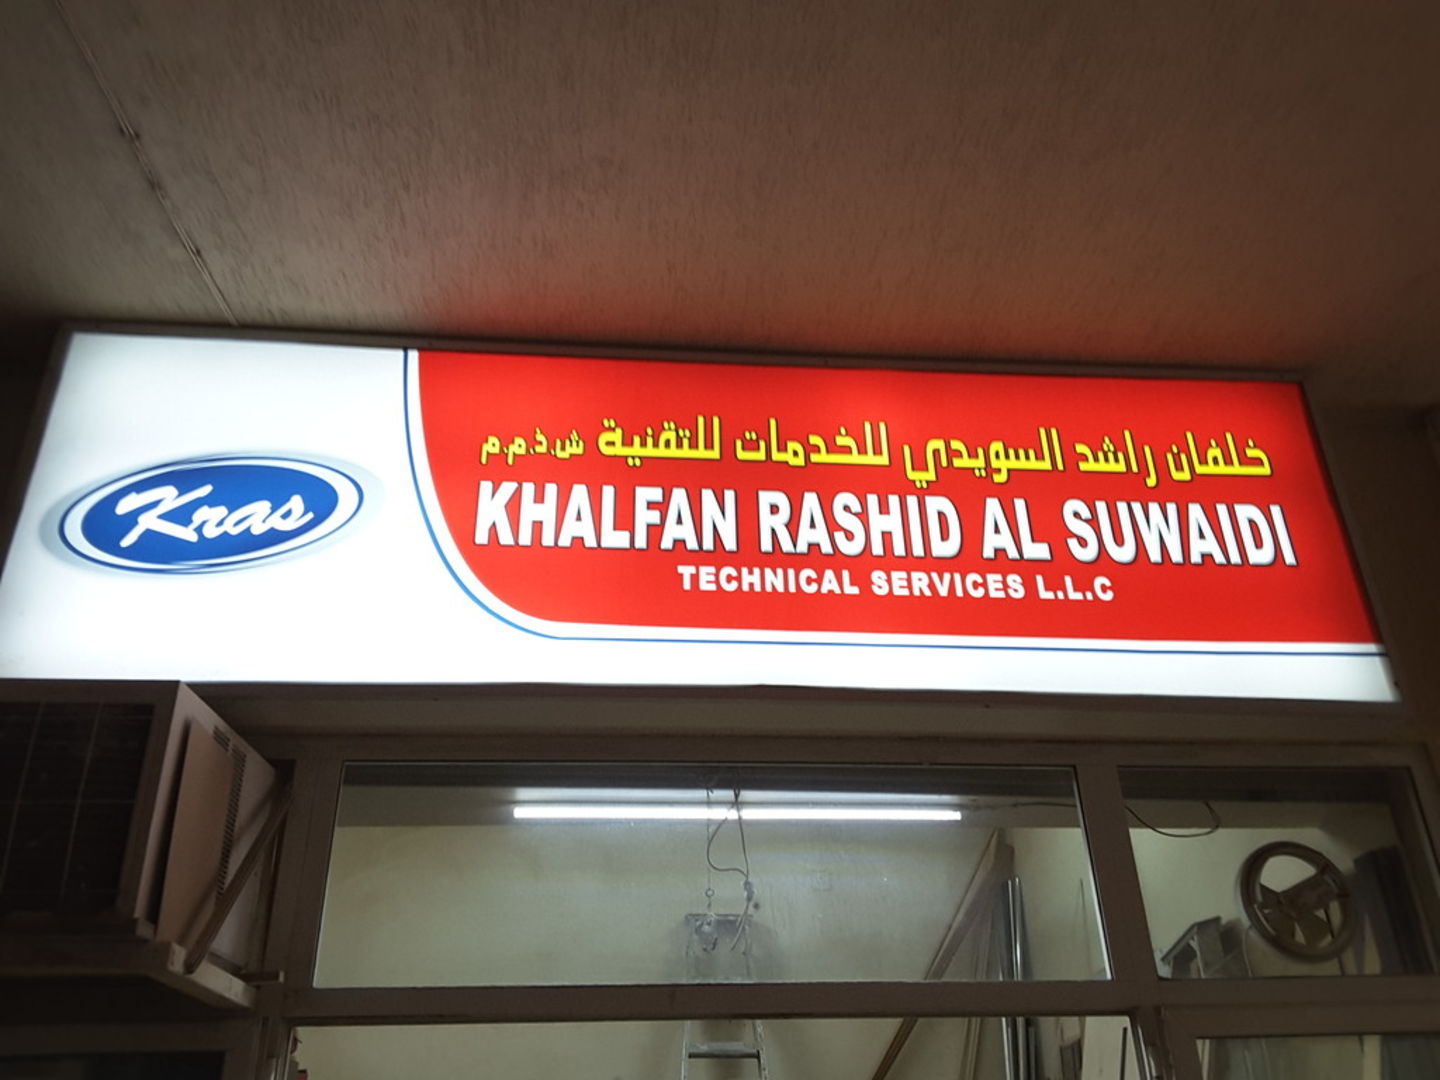 Kras
خلفان راشد السويدي للخدمات للتقنية ش.ذ.م.م
KHALFAN RASHID AL SUWAIDI
TECHNICAL SERVICES L.L.C